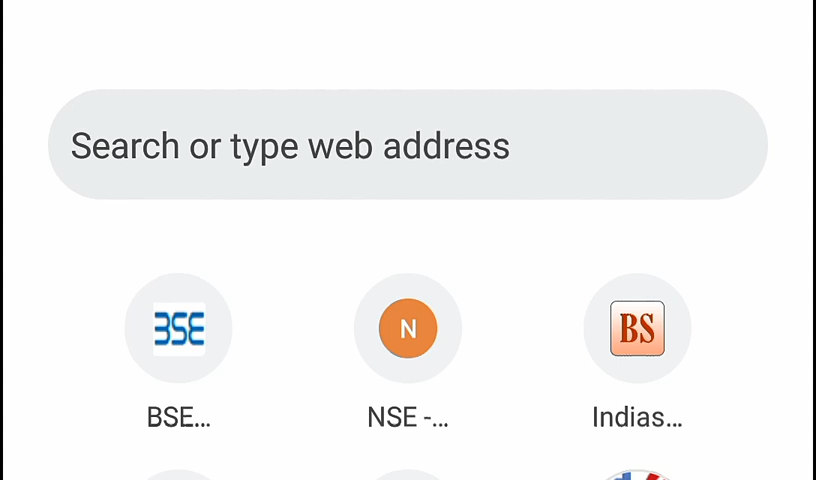 Search or type web address
BSE
N
BS
BSE...
NSE -...
Indias...